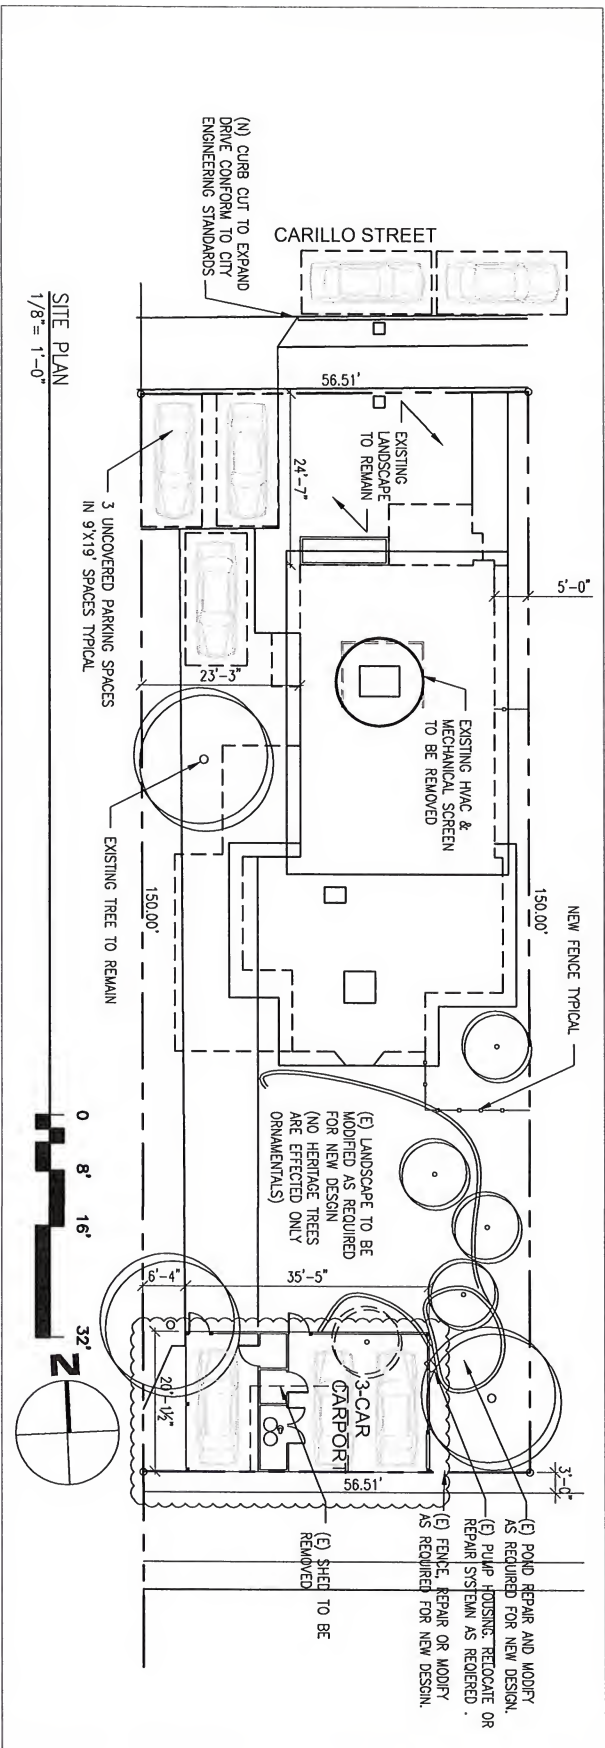 CARILLO STREET
(N) CURB CUT TO EXPAND
DRIVE CONFORM TO CITY
ENGINEERING STANDARDS
SITE PLAN
1/8"= 1'-0"
56.51'
EXISTING
LANDSCAPE
TO REMAIN
24'-7"
5'-0"
3 UNCOVERED PARKING SPACES
IN 9'X19' SPACES TYPICAL
23'-3"
EXISTING HVAC &
MECHANICAL SCREEN
TO BE REMOVED
EXISTING TREE TO REMAIN
150.00'
150.00'
NEW FENCE TYPICAL
(E) LANDSCAPE TO BE
MODIFIED AS REQUIRED
FOR NEW DESGIN
(NO HERITAGE TREES
ARE EFFECTED ONLY
ORNAMENTALS)
6'-4"
35'-5"
20'-1½"
3-CAR
CARPORT
56.51'
3'-0"
(E) POND REPAIR AND MODIFY
AS REQUIRED FOR NEW DESIGN.
(E) PUMP HOUSING. RELOCATE OR
REPAIR SYSTEMN AS REQIERED .
(E) FENCE, REPAIR OR MODIFY
AS REQUIRED FOR NEW DESGIN.
(E) SHED TO BE
REMOVED
0
8'
16'
32'
N